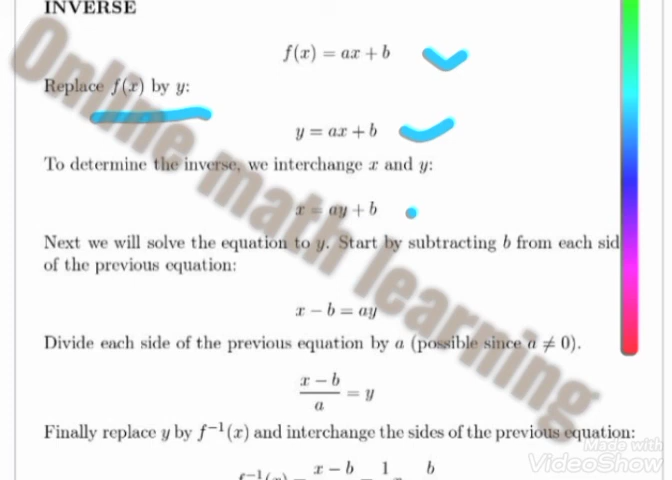 INVERSE
f(x) = ax + b
Replace f(x) by y:
y = ax + b
To determine the inverse, we interchange x and y:
x = ay + b
Next we will solve the equation to y. Start by subtracting b from each sid
of the previous equation:
x − b = ay
Divide each side of the previous equation by a (possible since a ≠ 0).
x − b
a
= y
Finally replace y by f⁻¹(x) and interchange the sides of the previous equation:
f⁻¹(x) = x − b 1 b
Online math learning
Made with
VideoShow